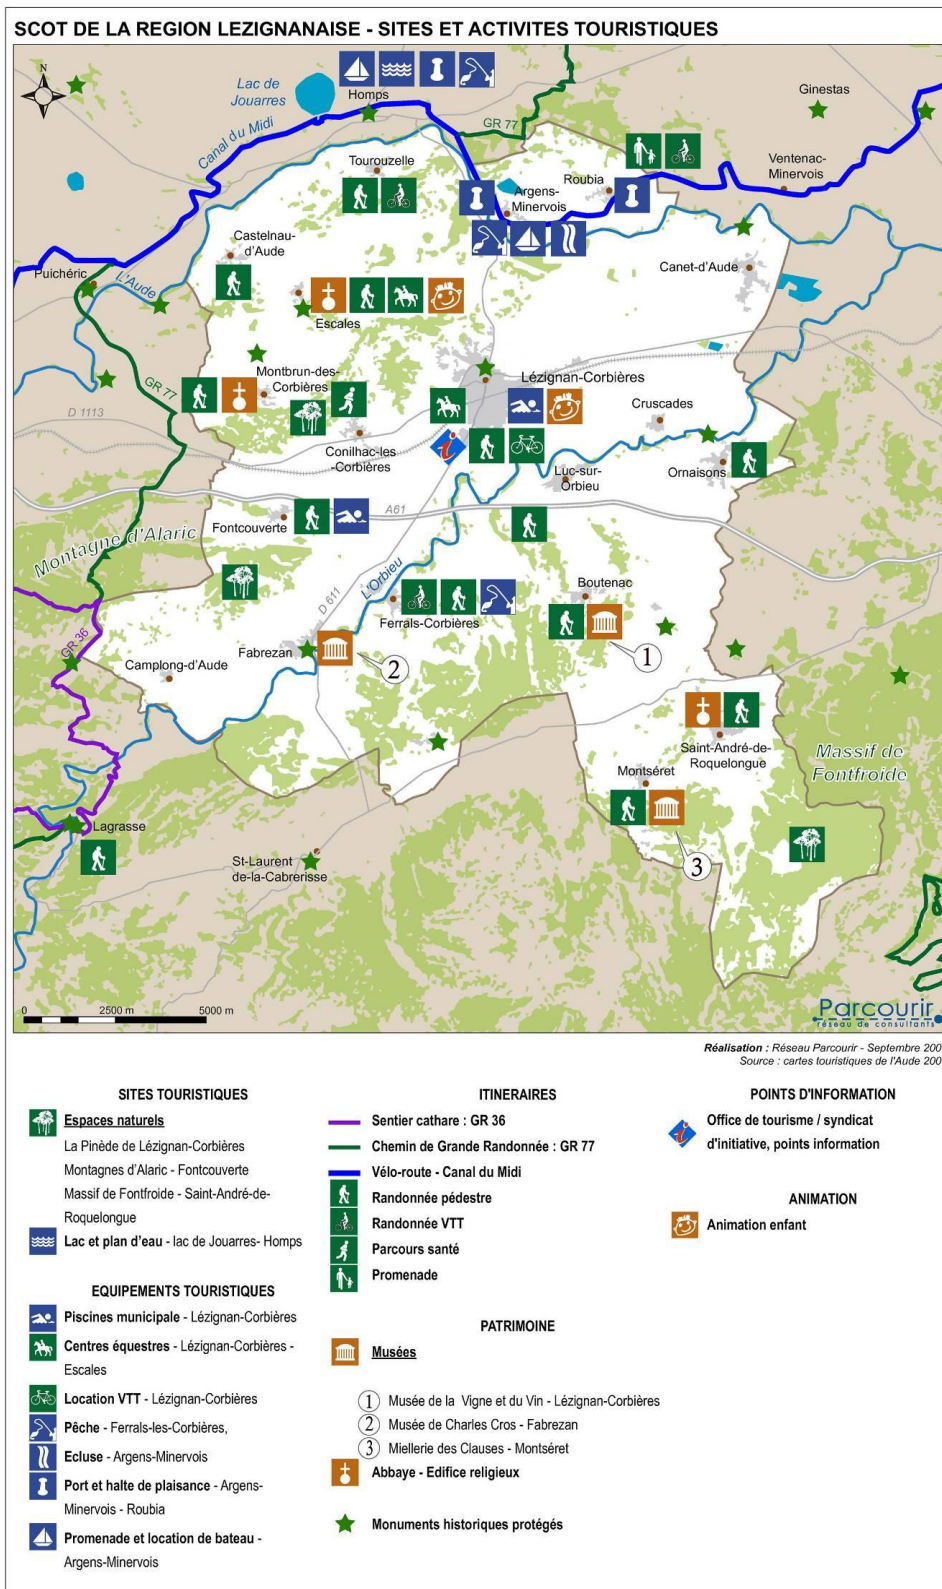 SCOT DE LA REGION LEZIGNANAISE - SITES ET ACTIVITES TOURISTIQUES
N
Lac de
Jouarres
Homps
GR 77
Ginestas
Canal du Midi
Tourouzelle
Roubia
Ventenac-
Minervois
Argens-
Minervois
Castelnau-
d'Aude
Canet-d'Aude
Puichéric
L'Aude
Escales
GR 77
Montbrun-des-
Corbières
Lézignan-Corbières
D 1113
Cruscades
Conilhac-les
-Corbières
i
Luc-sur-
Orbieu
Ornaisons
A61
Fontcouverte
Montagne d'Alaric
L'Orbieu
D 611
Boutenac
Ferrals-Corbières
GR 36
Fabrezan
2
1
Camplong-d'Aude
Saint-André-de-
Roquelongue
Massif de
Fontfroide
Montséret
Lagrasse
St-Laurent
de-la-Cabrerisse
3
0 2500 m 5000 m
Parcourir
réseau de consultants
Réalisation : Réseau Parcourir - Septembre 200
Source : cartes touristiques de l'Aude 200
SITES TOURISTIQUES
Espaces naturels
La Pinède de Lézignan-Corbières
Montagnes d'Alaric - Fontcouverte
Massif de Fontfroide - Saint-André-de-
Roquelongue
Lac et plan d'eau - lac de Jouarres- Homps
EQUIPEMENTS TOURISTIQUES
Piscines municipale - Lézignan-Corbières
Centres équestres - Lézignan-Corbières -
Escales
Location VTT - Lézignan-Corbières
Pêche - Ferrals-les-Corbières,
Ecluse - Argens-Minervois
Port et halte de plaisance - Argens-
Minervois - Roubia
Promenade et location de bateau -
Argens-Minervois
ITINERAIRES
Sentier cathare : GR 36
Chemin de Grande Randonnée : GR 77
Vélo-route - Canal du Midi
Randonnée pédestre
Randonnée VTT
Parcours santé
Promenade
PATRIMOINE
Musées
1 Musée de la Vigne et du Vin - Lézignan-Corbières
2 Musée de Charles Cros - Fabrezan
3 Miellerie des Clauses - Montséret
Abbaye - Edifice religieux
Monuments historiques protégés
POINTS D'INFORMATION
i
Office de tourisme / syndicat
d'initiative, points information
ANIMATION
Animation enfant